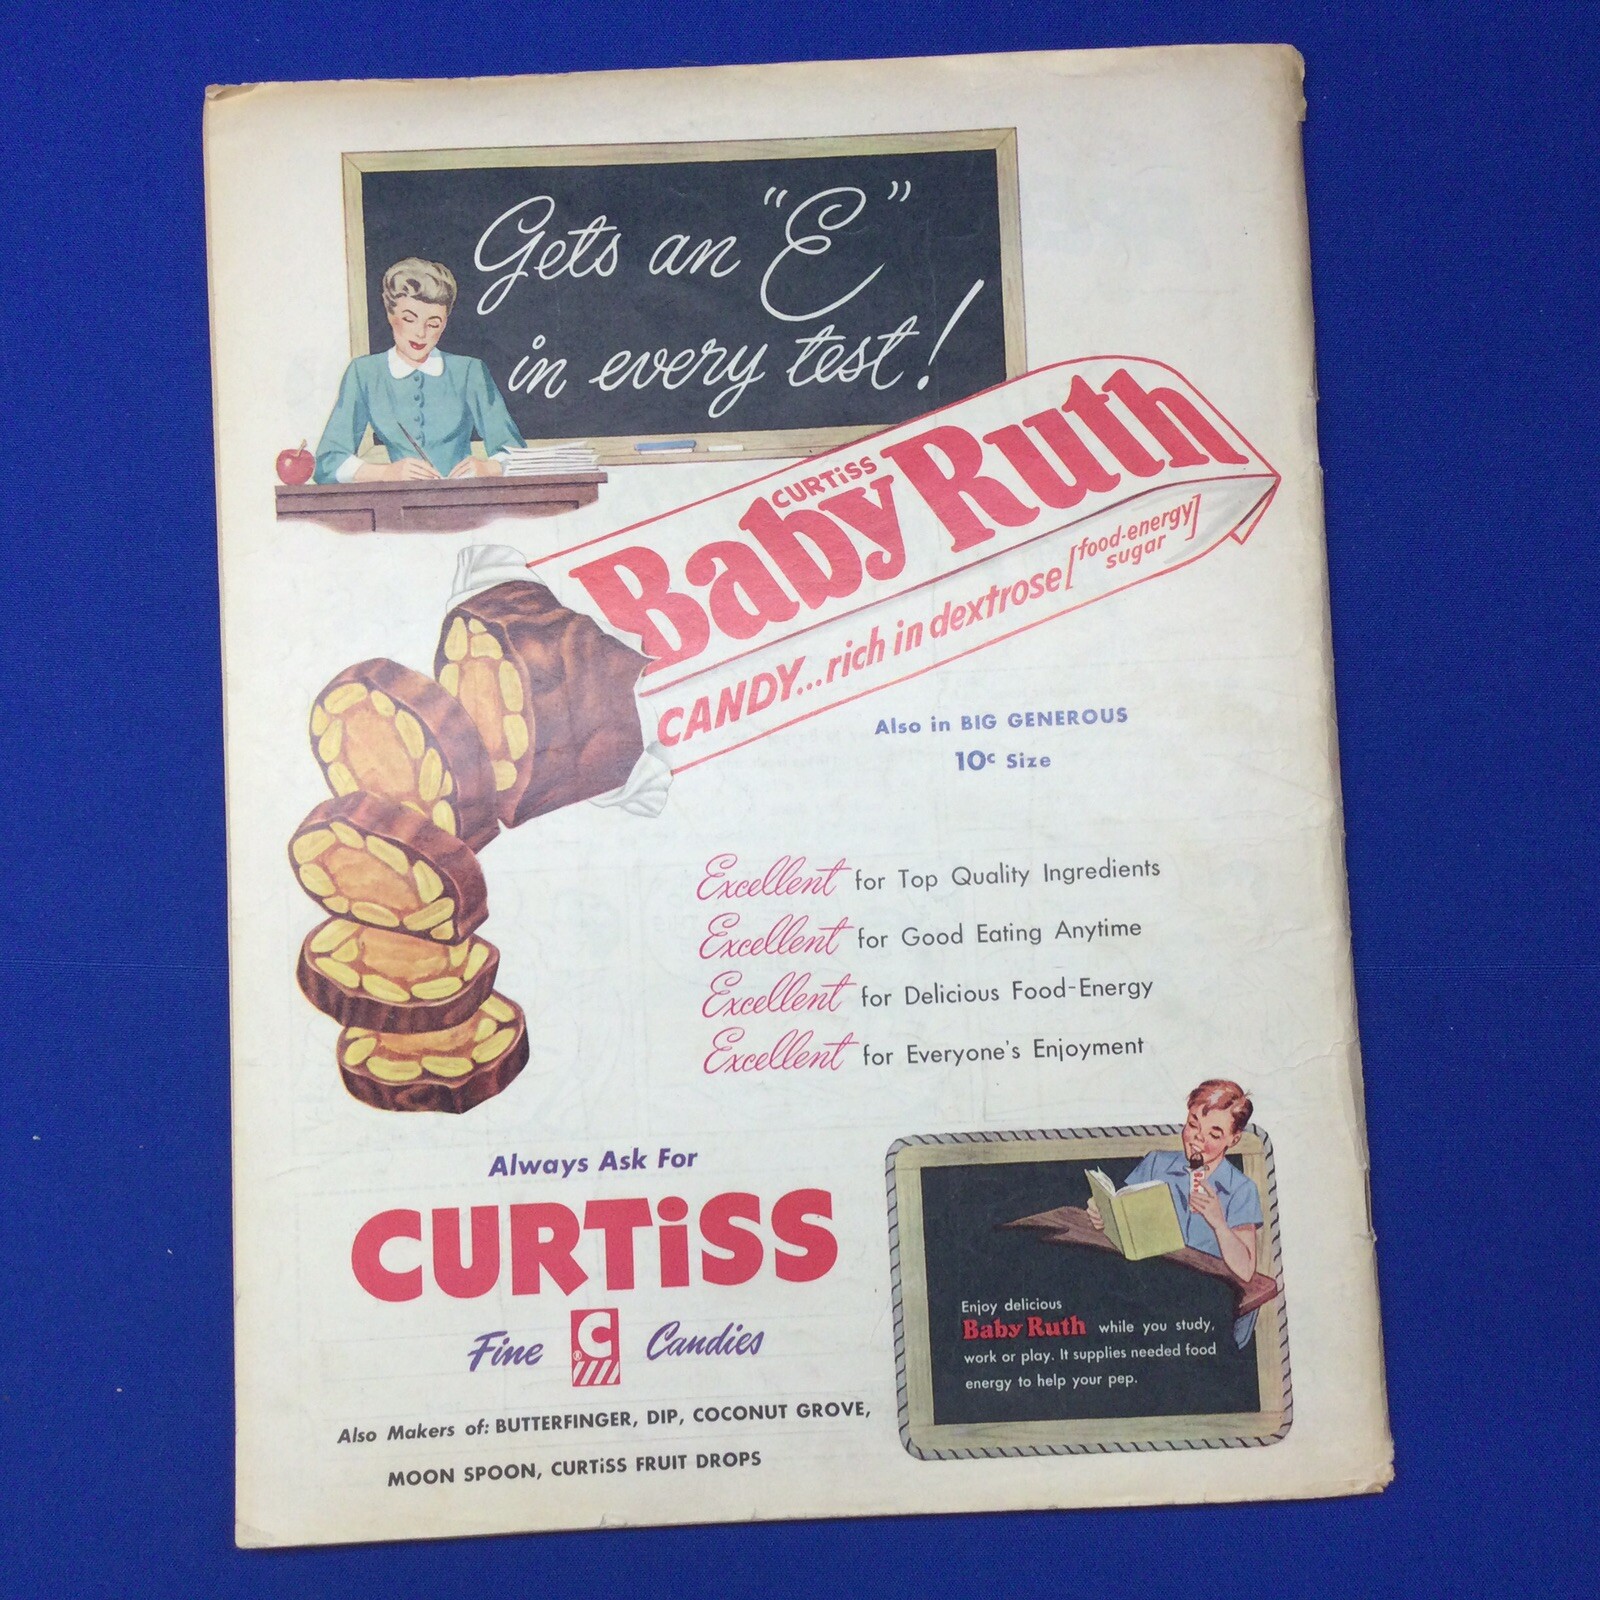 Gets an "E"
in every test!
CURTiSS
Baby Ruth
CANDY...rich in dextrose [food-energy sugar]
Also in BIG GENEROUS
10c Size
Excellent for Top Quality Ingredients
Excellent for Good Eating Anytime
Excellent for Delicious Food-Energy
Excellent for Everyone's Enjoyment
Always Ask For
CURTiSS
Fine C Candies
®
Also Makers of: BUTTERFINGER, DIP, COCONUT GROVE,
MOON SPOON, CURTiSS FRUIT DROPS
Enjoy delicious
Baby Ruth while you study,
work or play. It supplies needed food
energy to help your pep.